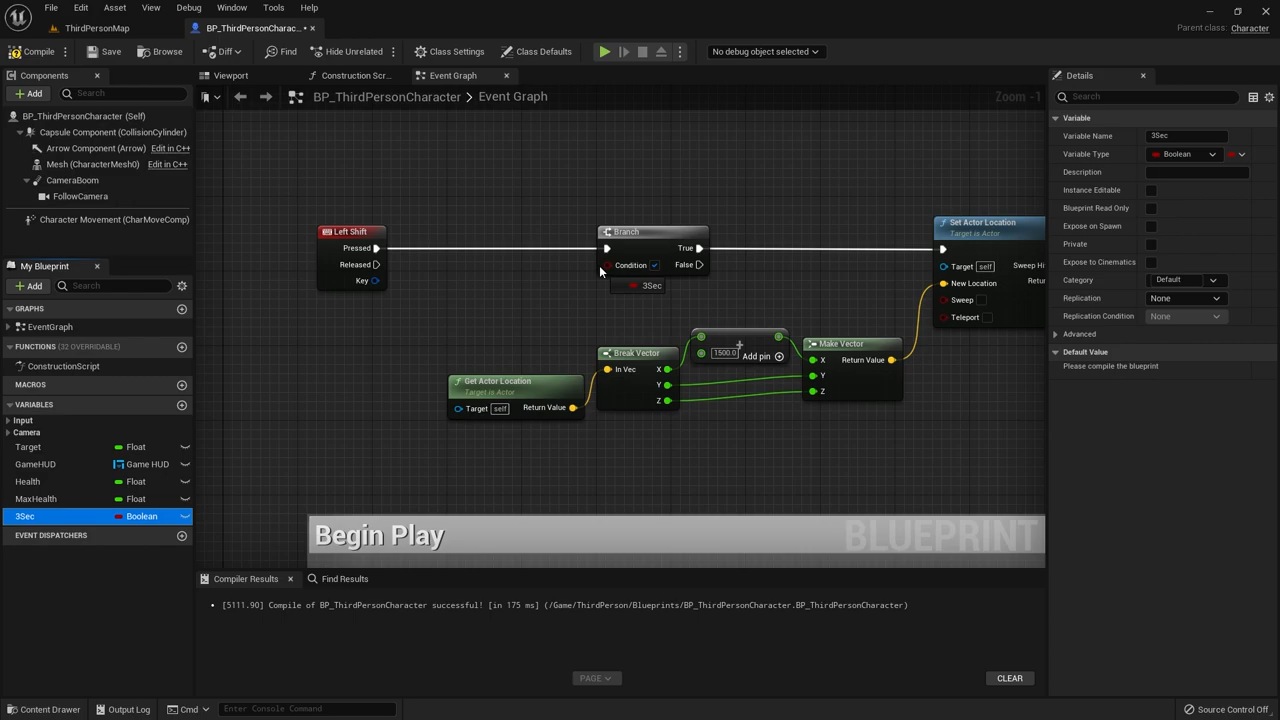 File Edit Asset View Debug Window Tools Help
ThirdPersonMap
BP_ThirdPersonCharac...
Parent class: Character
Compile Save Browse Diff Find Hide Unrelated Class Settings Class Defaults No debug object selected
Components
Add Search
BP_ThirdPersonCharacter (Self)
Capsule Component (CollisionCylinder)
Arrow Component (Arrow) Edit in C++
Mesh (CharacterMesh0) Edit in C++
CameraBoom
FollowCamera
Character Movement (CharMoveComp)
My Blueprint
Add Search
GRAPHS
EventGraph
FUNCTIONS (32 OVERRIDABLE)
ConstructionScript
MACROS
VARIABLES
Input
Camera
Target Float
GameHUD Game HUD
Health Float
MaxHealth Float
3Sec Boolean
EVENT DISPATCHERS
Viewport Construction Scr... Event Graph
BP_ThirdPersonCharacter > Event Graph
Zoom -1
Left Shift
Pressed
Released
Key
Branch
True
Condition False
3Sec
Set Actor Location
Target is Actor
Target self Sweep Hi
New Location Retu
Sweep
Teleport
Get Actor Location
Target is Actor
Target self Return Value
Break Vector
In Vec X
Y
Z
+
1500.0 Add pin
Make Vector
X Return Value
Y
Z
Begin Play
BLUEPRINT
Compiler Results Find Results
[5111.90] Compile of BP_ThirdPersonCharacter successful! [in 175 ms] (/Game/ThirdPerson/Blueprints/BP_ThirdPersonCharacter.BP_ThirdPersonCharacter)
PAGE
CLEAR
Details
Search
Variable
Variable Name 3Sec
Variable Type Boolean
Description
Instance Editable
Blueprint Read Only
Expose on Spawn
Private
Expose to Cinematics
Category Default
Replication None
Replication Condition None
Advanced
Default Value
Please compile the blueprint
Content Drawer Output Log Cmd Enter Console Command
Source Control Off